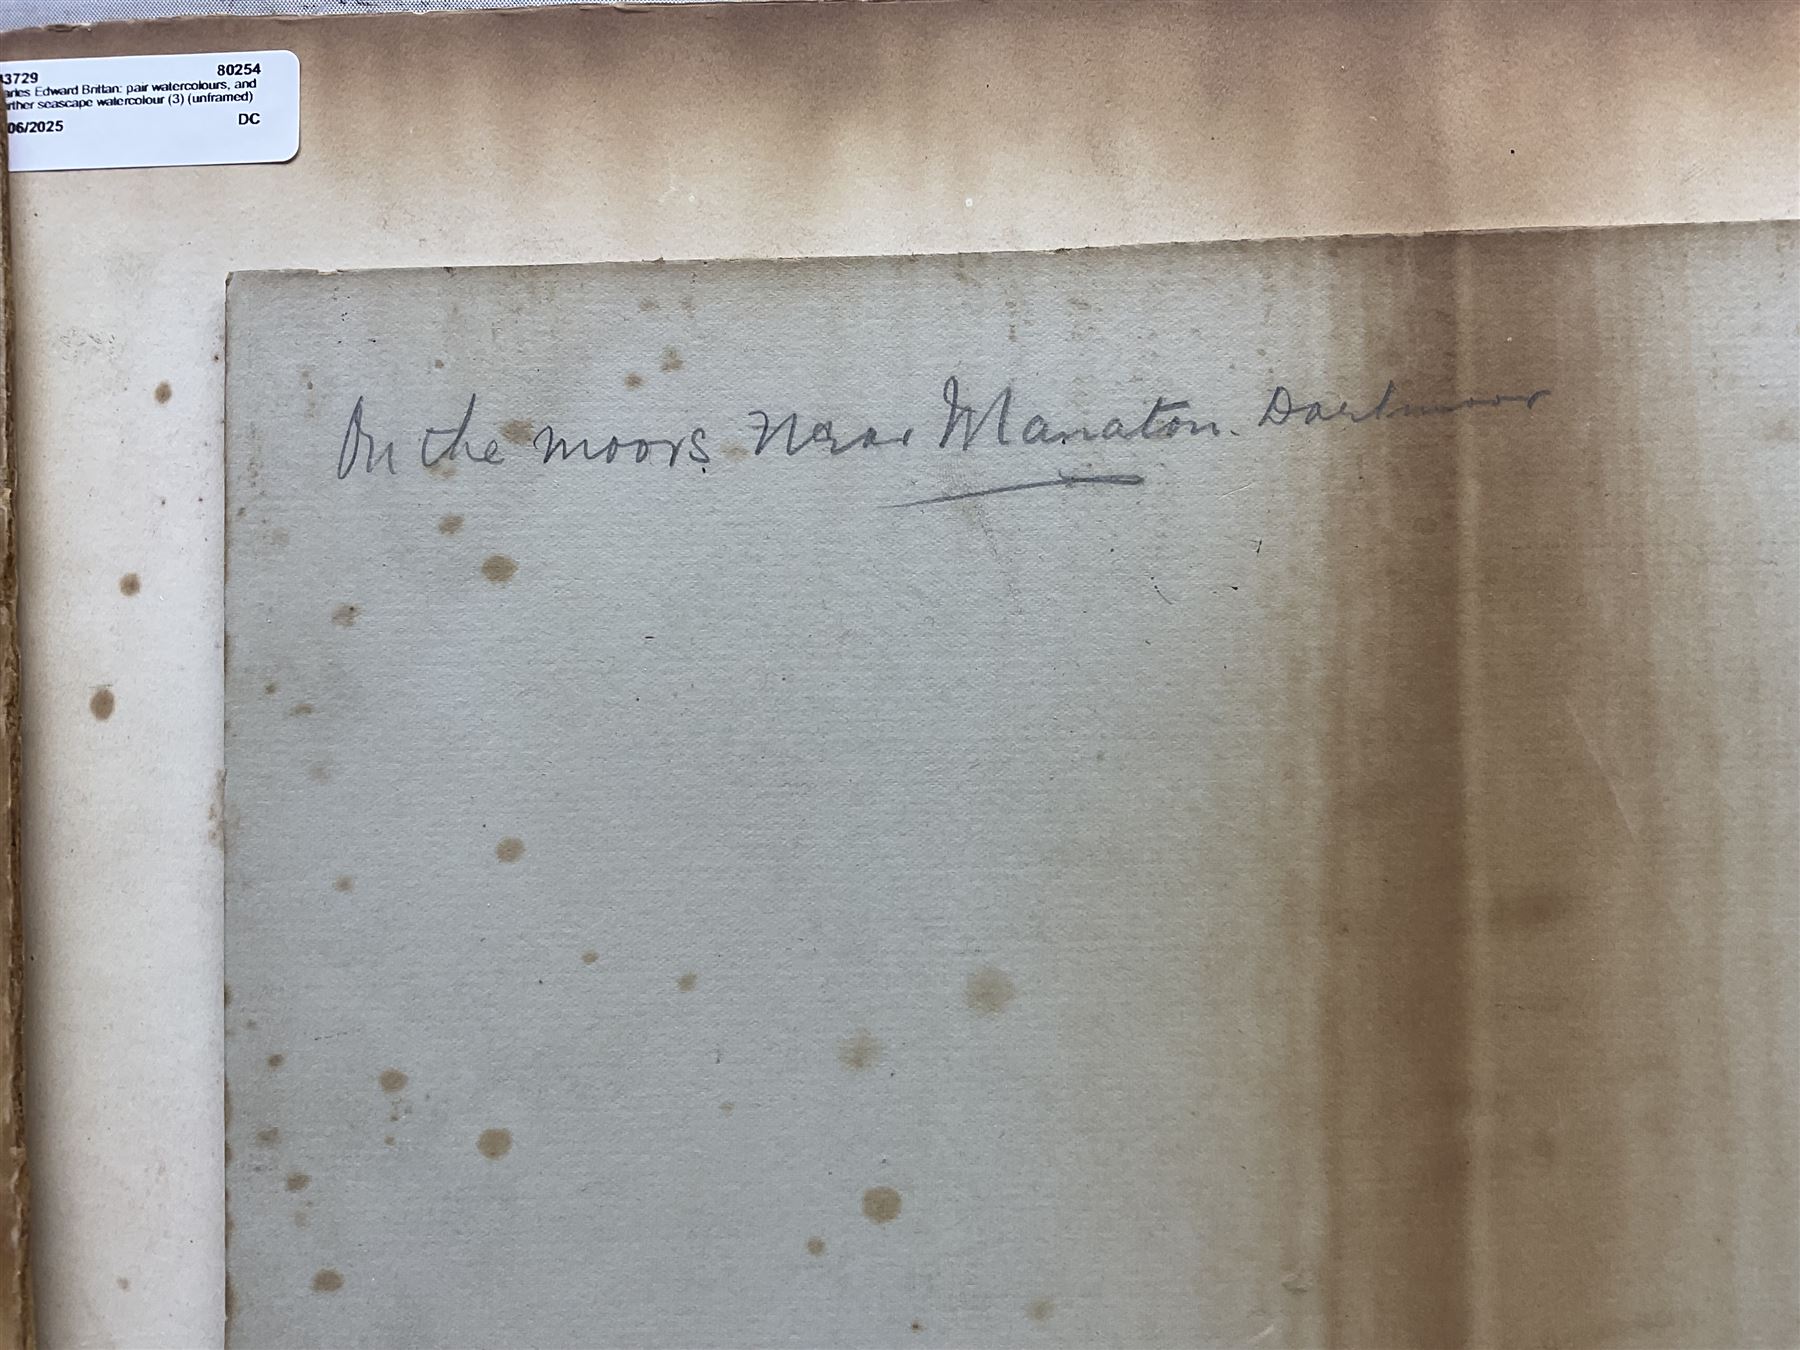 3729 80254
arles Edward Brittan: pair watercolours, and
rther seascape watercolour (3) (unframed)
06/2025 DC
On the moors Near Manaton. Dartmoor